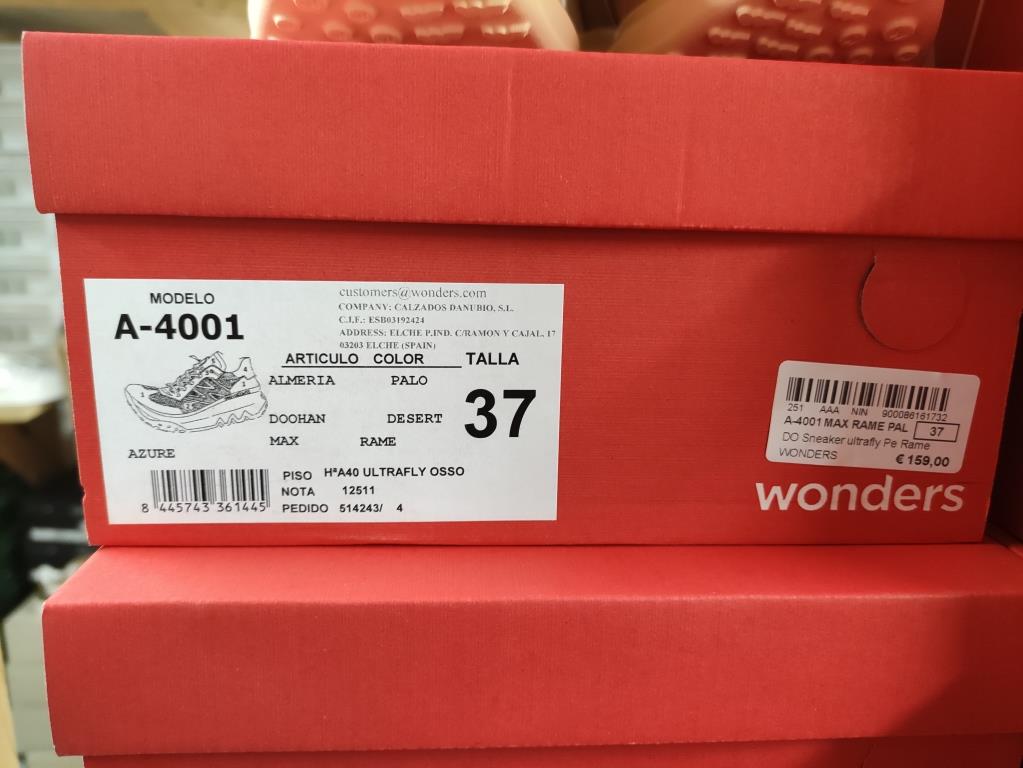 MODELO
A-4001
customers@wonders.com
COMPANY: CALZADOS DANUBIO, S.L.
C.I.F.: ESB03192424
ADDRESS: ELCHE P.IND. C/RAMON Y CAJAL, 17
03203 ELCHE (SPAIN)
ARTICULO COLOR TALLA
ALMERIA PALO
DOOHAN DESERT 37
MAX RAME
AZURE
PISO HªA40 ULTRAFLY OSSO
NOTA 12511
PEDIDO 514243/ 4
8 445743 361445
251 AAA NIN 900086161732
A-4001 MAX RAME PAL 37
DO Sneaker ultrafly Pe Rame
WONDERS € 159,00
wonders